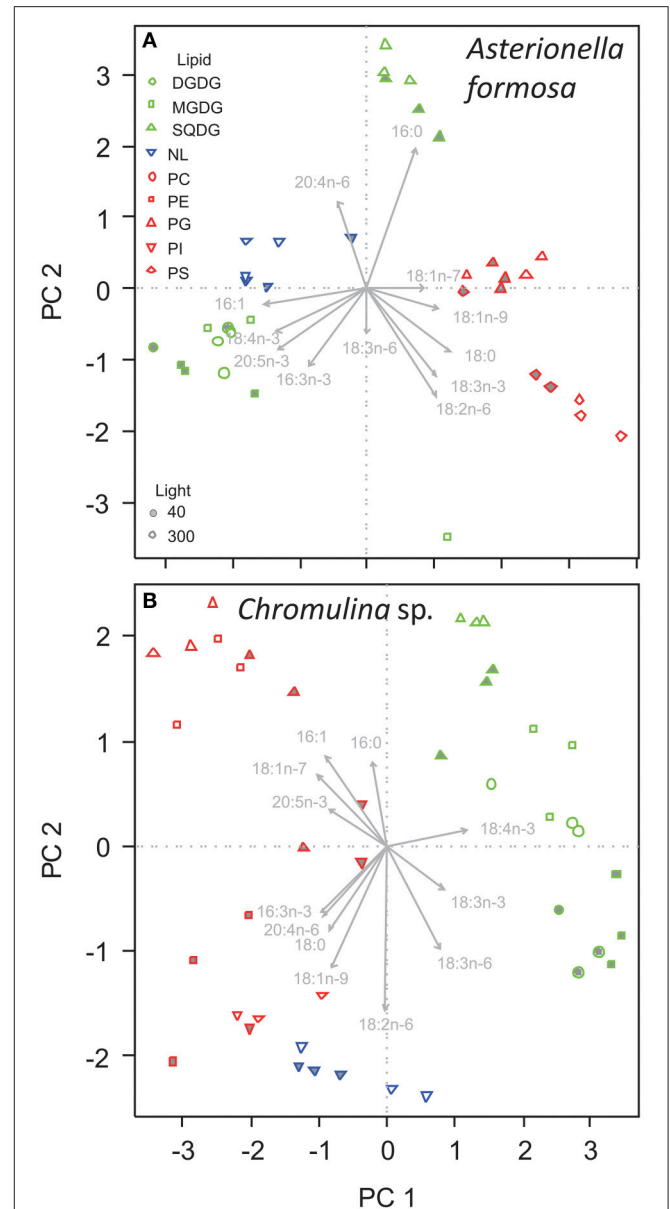 A
Asterionella
formosa
Lipid
DGDG
MGDG
SQDG
NL
PC
PE
PG
PI
PS
Light
40
300
PC 2
3
2
1
0
-1
-2
-3
16:0
20:4n-6
18:1n-7
16:1
18:1n-9
18:4n-3
18:3n-6
20:5n-3
18:0
16:3n-3
18:3n-3
18:2n-6
B
Chromulina sp.
PC 2
2
1
0
-1
-2
16:1
16:0
18:1n-7
20:5n-3
18:4n-3
18:3n-3
16:3n-3
20:4n-6
18:0
18:3n-6
18:1n-9
18:2n-6
-3 -2 -1 0 1 2 3
PC 1